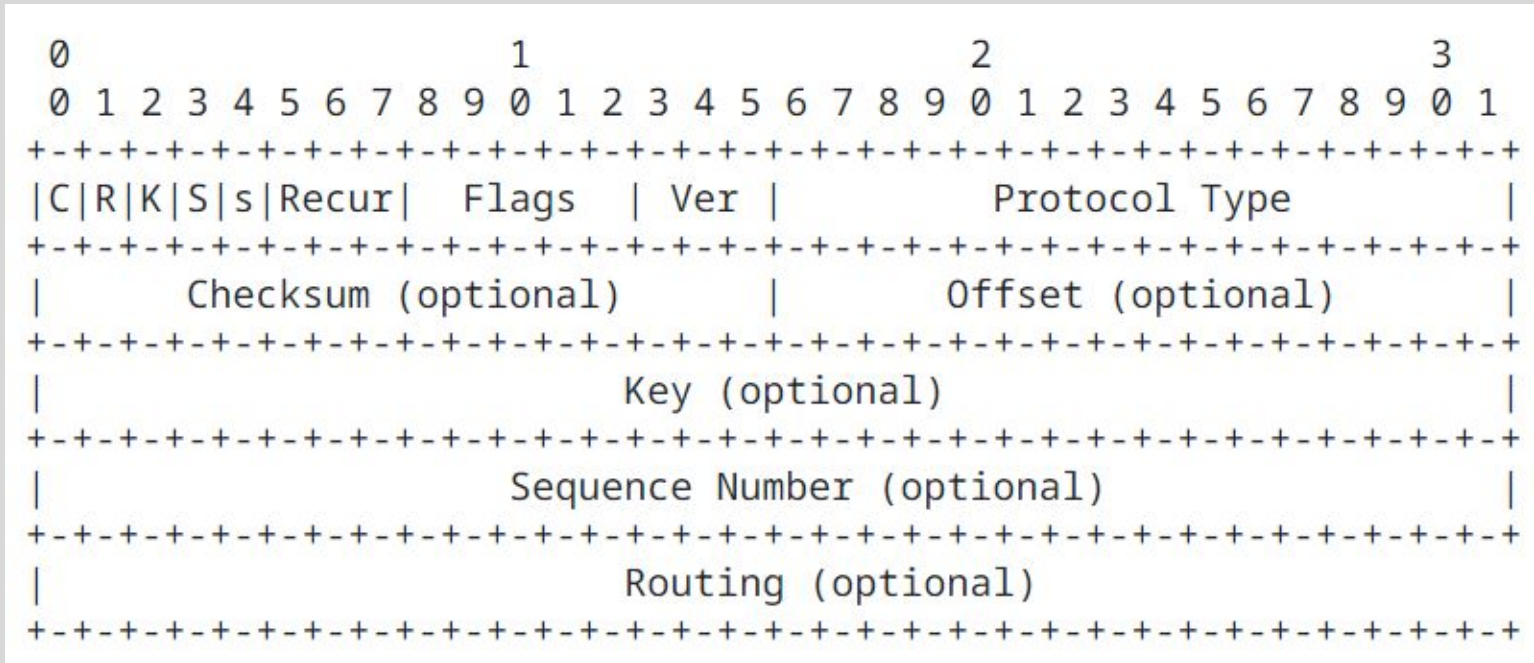 0                   1                   2                   3
 0 1 2 3 4 5 6 7 8 9 0 1 2 3 4 5 6 7 8 9 0 1 2 3 4 5 6 7 8 9 0 1
+-+-+-+-+-+-+-+-+-+-+-+-+-+-+-+-+-+-+-+-+-+-+-+-+-+-+-+-+-+-+-+-+
|C|R|K|S|s|Recur|  Flags  | Ver |         Protocol Type         |
+-+-+-+-+-+-+-+-+-+-+-+-+-+-+-+-+-+-+-+-+-+-+-+-+-+-+-+-+-+-+-+-+
|      Checksum (optional)      |       Offset (optional)       |
+-+-+-+-+-+-+-+-+-+-+-+-+-+-+-+-+-+-+-+-+-+-+-+-+-+-+-+-+-+-+-+-+
|                         Key (optional)                        |
+-+-+-+-+-+-+-+-+-+-+-+-+-+-+-+-+-+-+-+-+-+-+-+-+-+-+-+-+-+-+-+-+
|                    Sequence Number (optional)                 |
+-+-+-+-+-+-+-+-+-+-+-+-+-+-+-+-+-+-+-+-+-+-+-+-+-+-+-+-+-+-+-+-+
|                         Routing (optional)
+-+-+-+-+-+-+-+-+-+-+-+-+-+-+-+-+-+-+-+-+-+-+-+-+-+-+-+-+-+-+-+-+